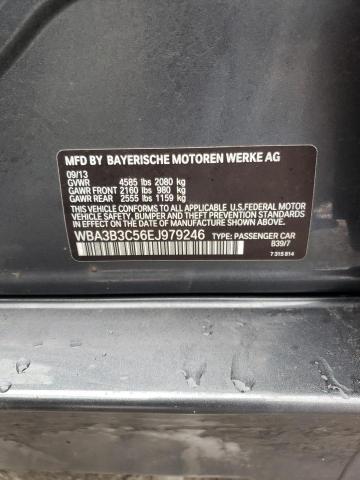 MFD BY BAYERISCHE MOTOREN WERKE AG
09/13
GVWR 4585 lbs 2080 kg
GAWR FRONT 2160 lbs 980 kg
GAWR REAR 2555 lbs 1159 kg
THIS VEHICLE CONFORMS TO ALL APPLICABLE U.S. FEDERAL MOTOR
VEHICLE SAFETY, BUMPER, AND THEFT PREVENTION STANDARDS IN
EFFECT ON THE DATE OF MANUFACTURE SHOWN ABOVE.
WBA3B3C56EJ979246 TYPE: PASSENGER CAR
B39/7
7 315 814